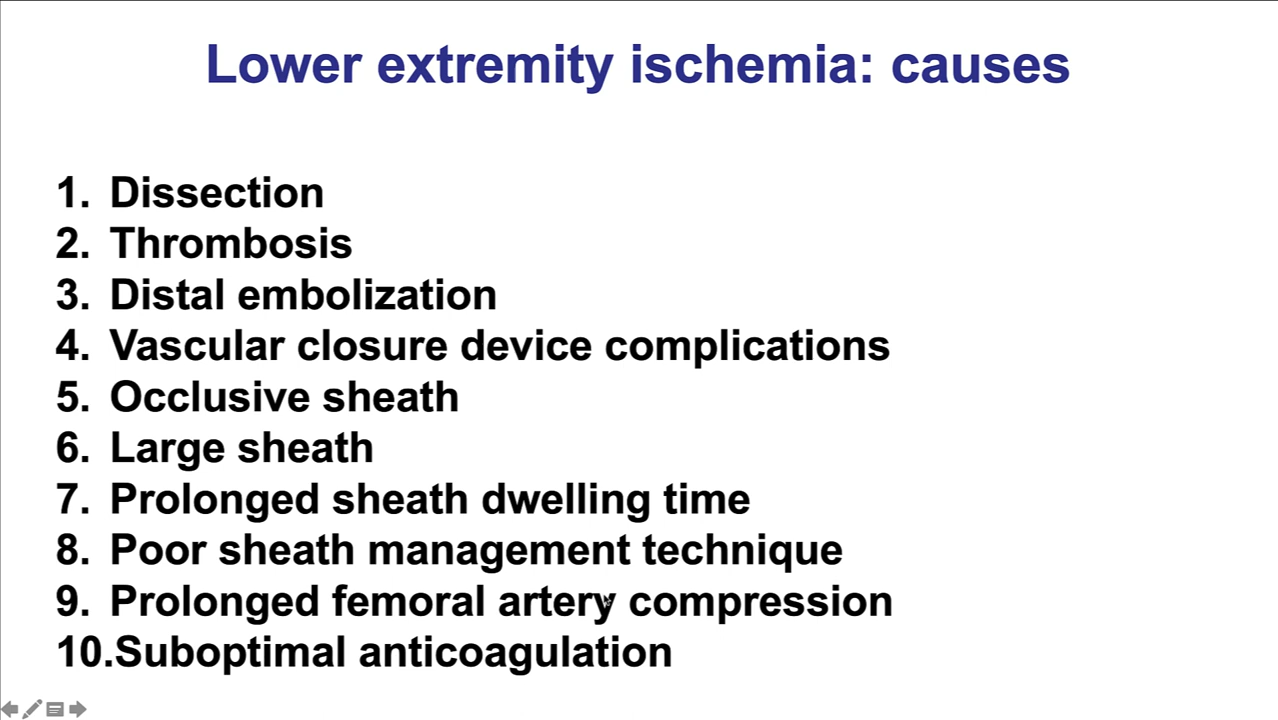 Lower extremity ischemia: causes
1. Dissection
2. Thrombosis
3. Distal embolization
4. Vascular closure device complications
5. Occlusive sheath
6. Large sheath
7. Prolonged sheath dwelling time
8. Poor sheath management technique
9. Prolonged femoral artery compression
10.Suboptimal anticoagulation